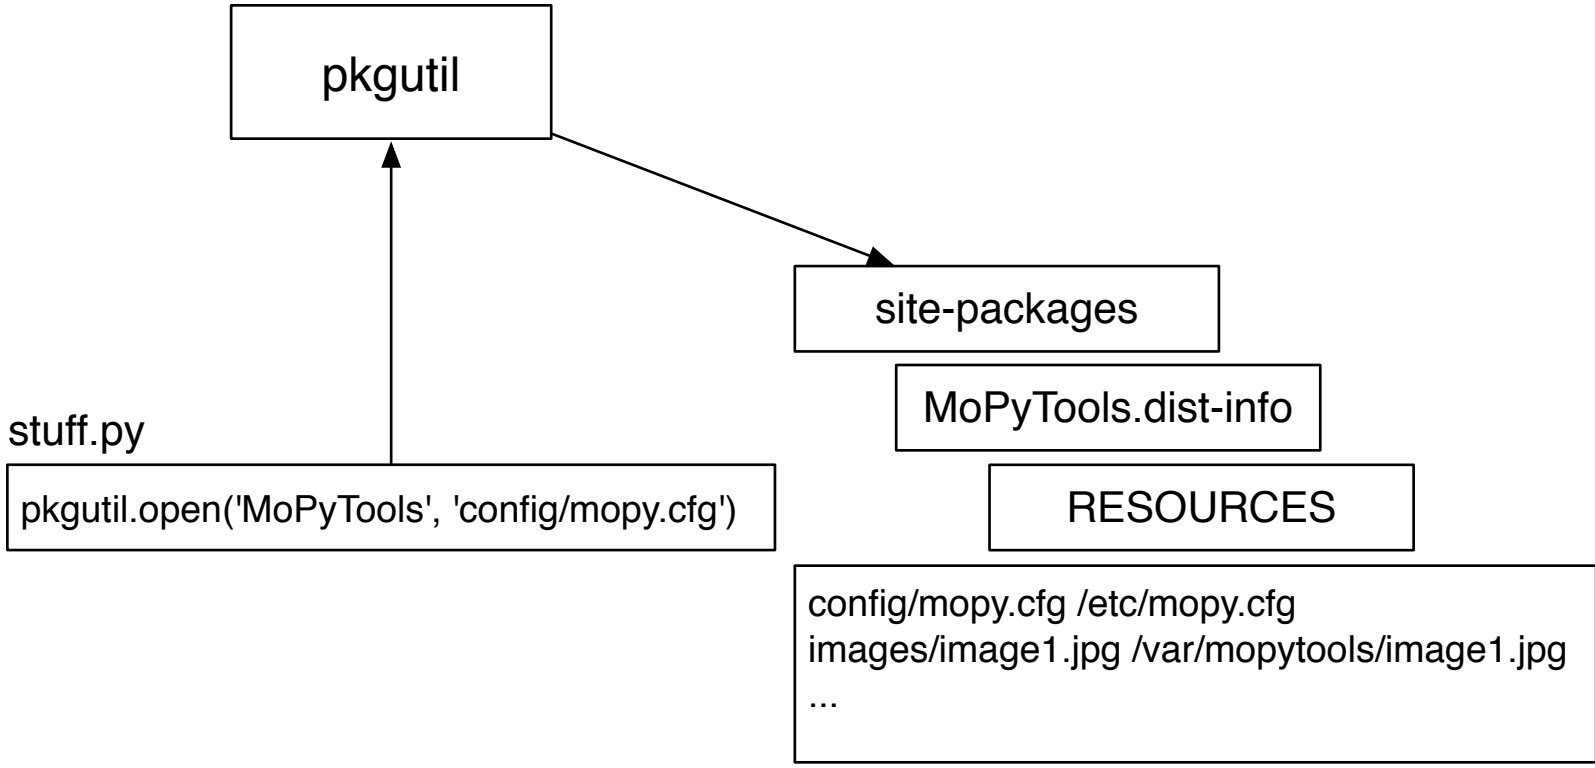 pkgutil
site-packages
MoPyTools.dist-info
stuff.py
pkgutil.open('MoPyTools', 'config/mopy.cfg')
RESOURCES
config/mopy.cfg /etc/mopy.cfg
images/image1.jpg /var/mopytools/image1.jpg
...